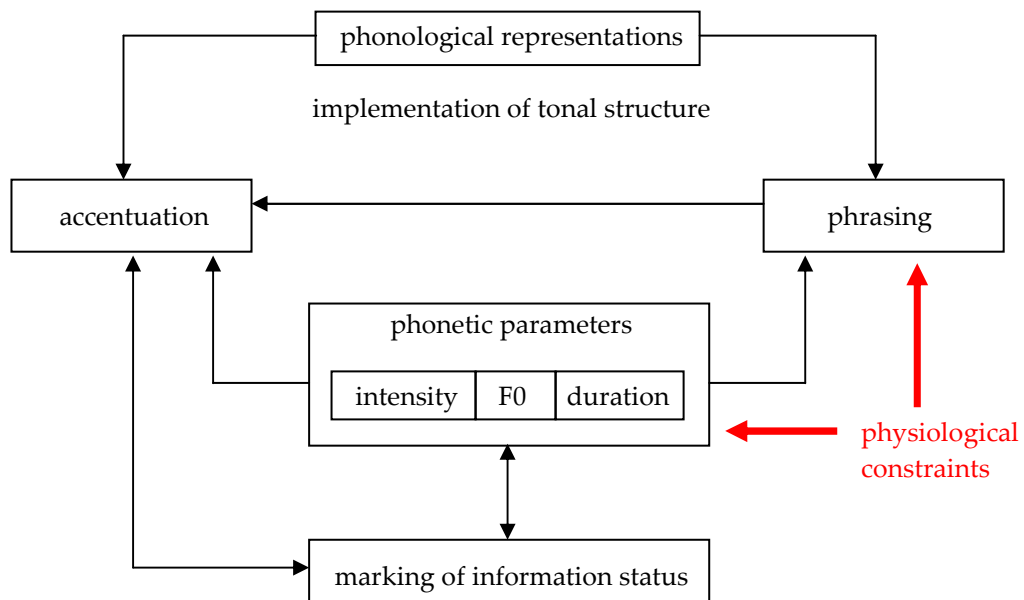 phonological representations
implementation of tonal structure
accentuation
phrasing
phonetic parameters
intensity F0 duration
physiological
constraints
marking of information status